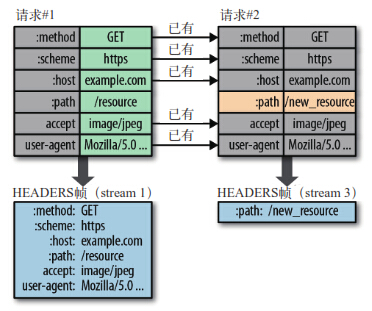 请求#1
请求#2
:method GET 已有 :method GET
:scheme https 已有 :scheme https
:host example.com 已有 :host example.com
:path /resource :path /new_resource
accept image/jpeg 已有 accept image/jpeg
user-agent Mozilla/5.0 ... 已有 user-agent Mozilla/5.0 ...
HEADERS帧（stream 1）
HEADERS帧（stream 3）
:method: GET
:scheme: https
:host: example.com
:path: /resource
accept: image/jpeg
user-agent: Mozilla/5.0 ...
:path: /new_resource